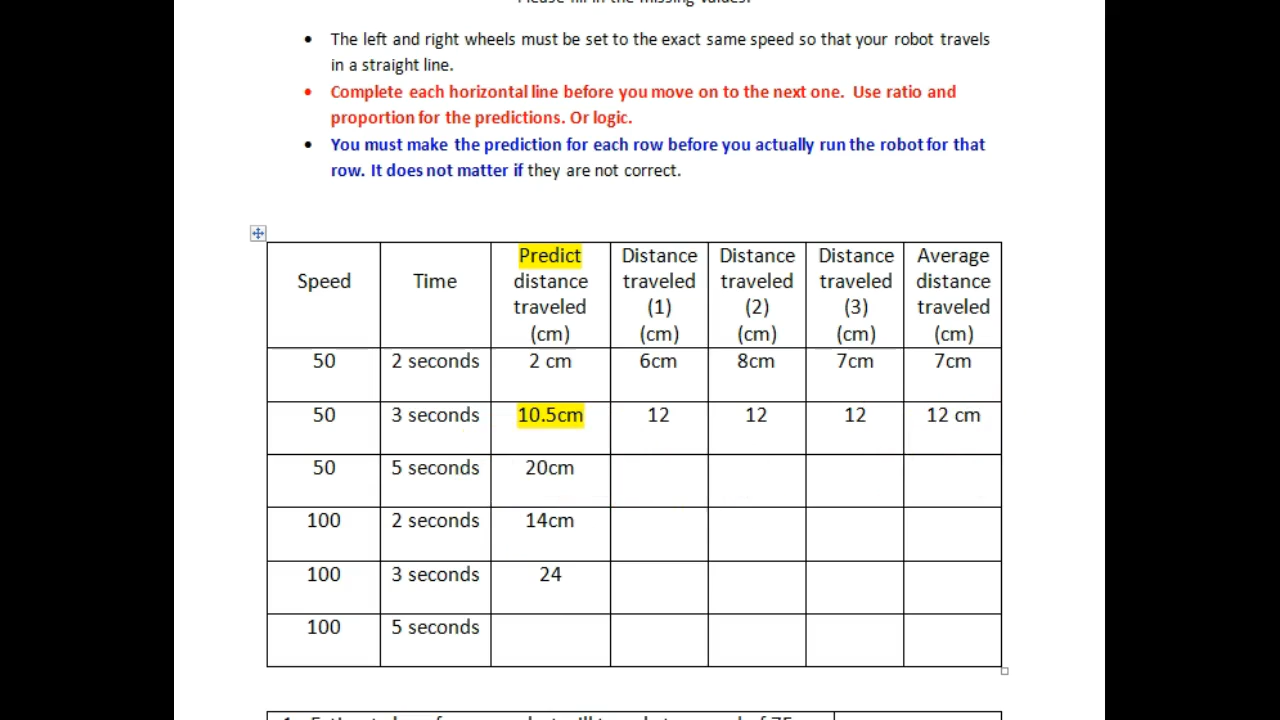 Please fill in the missing values.
• The left and right wheels must be set to the exact same speed so that your robot travels
in a straight line.
• Complete each horizontal line before you move on to the next one. Use ratio and
proportion for the predictions. Or logic.
• You must make the prediction for each row before you actually run the robot for that
row. It does not matter if they are not correct.
Speed Time Predict distance traveled (cm) Distance traveled (1) (cm) Distance traveled (2) (cm) Distance traveled (3) (cm) Average distance traveled (cm)
50 2 seconds 2 cm 6cm 8cm 7cm 7cm
50 3 seconds 10.5cm 12 12 12 12 cm
50 5 seconds 20cm
100 2 seconds 14cm
100 3 seconds 24
100 5 seconds